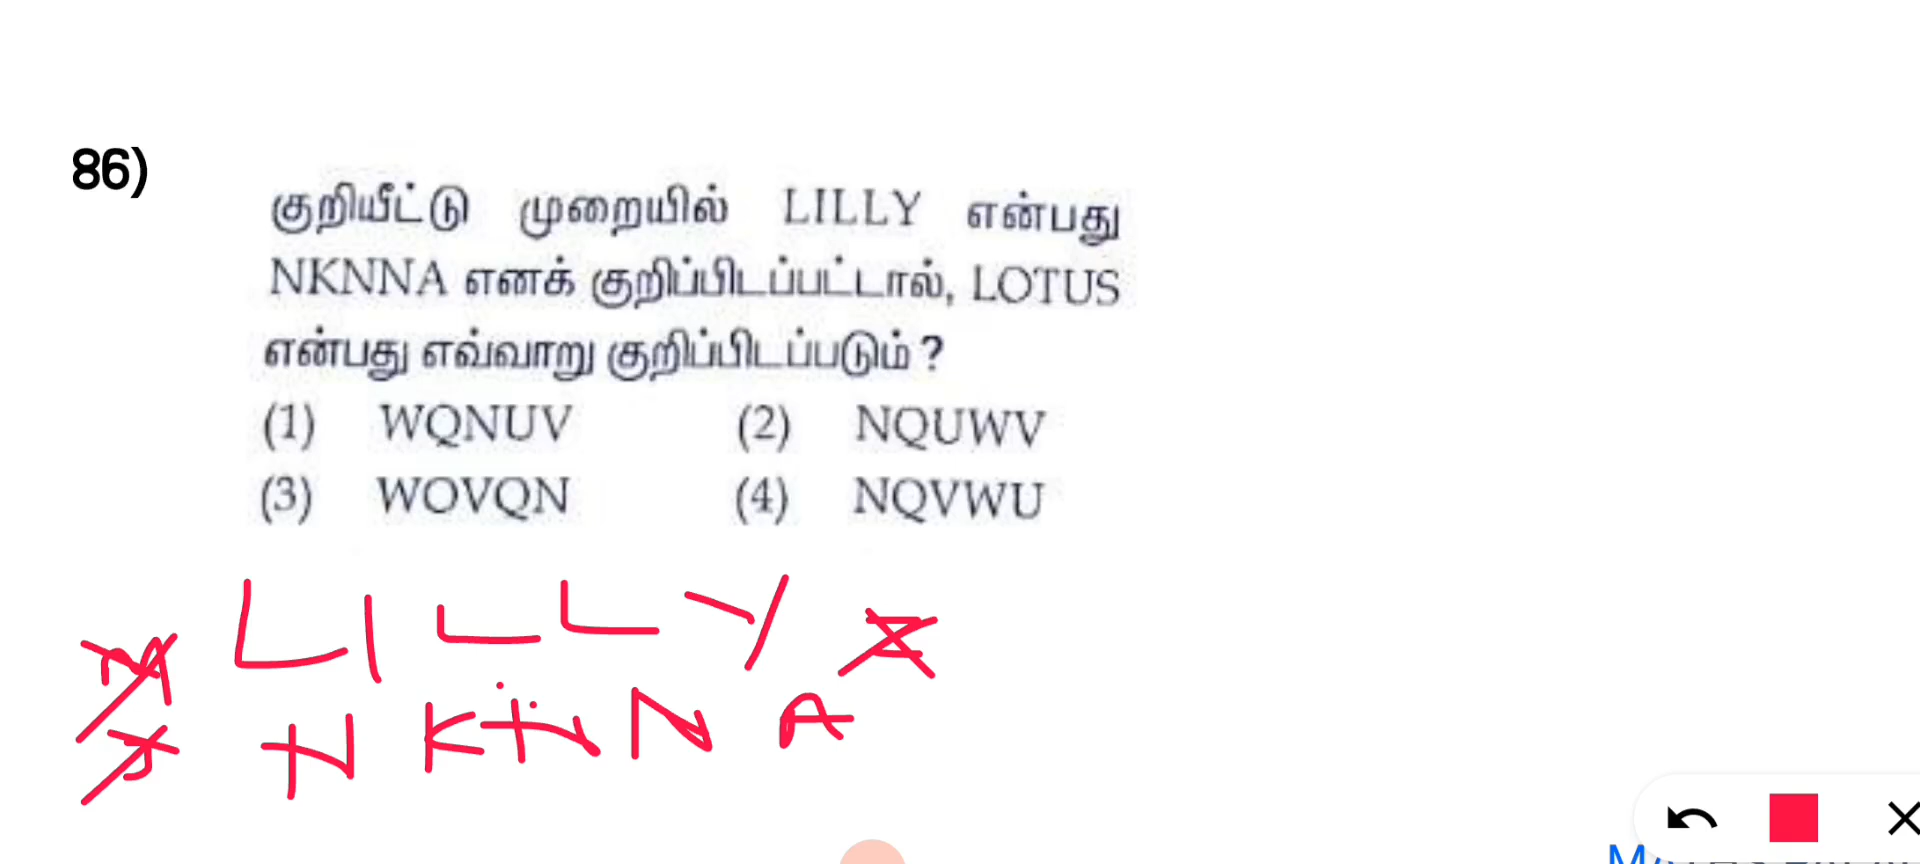 86)
குறியீட்டு முறையில் LILLY என்பது
NKNNA எனக் குறிப்பிடப்பட்டால், LOTUS
என்பது எவ்வாறு குறிப்பிடப்படும் ?
(1) WQNUV (2) NQUWV
(3) WOVQN (4) NQVWU
L I L L Y
N K N N A